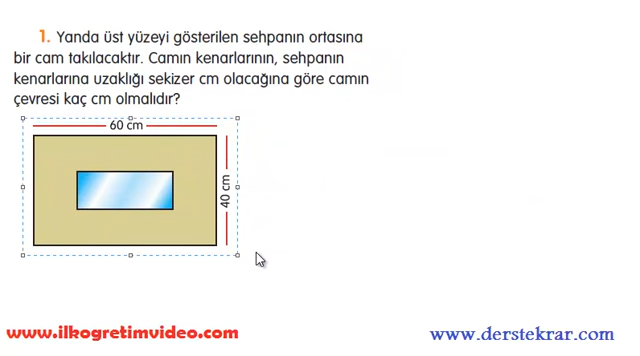 1. Yanda üst yüzeyi gösterilen sehpanın ortasına
bir cam takılacaktır. Camın kenarlarının, sehpanın
kenarlarına uzaklığı sekizer cm olacağına göre camın
çevresi kaç cm olmalıdır?
60 cm
40 cm
www.ilkogretimvideo.com
www.derstekrar.com